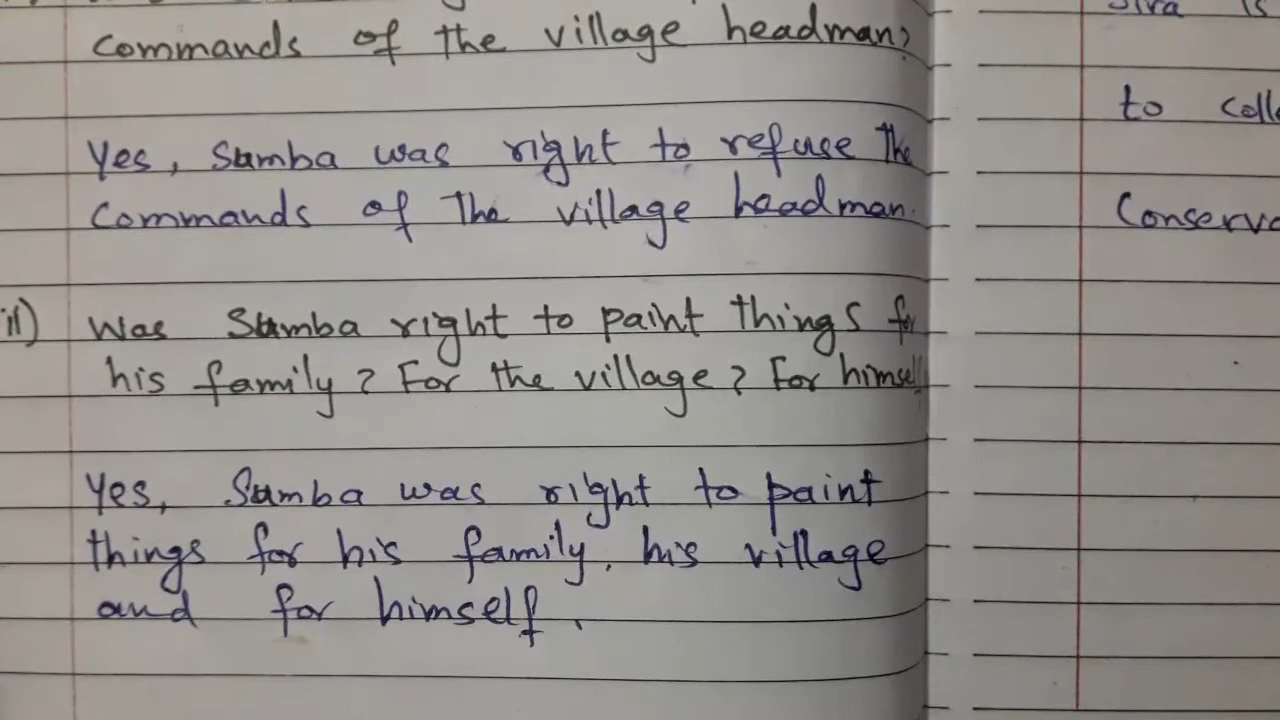 commands of the village headman?
Yes, Samba was right to refuse the
commands of the village headman.
ii) Was Samba right to paint things for
his family? For the village? For himself
Yes, Samba was right to paint
things for his family, his village
and for himself.
is
to